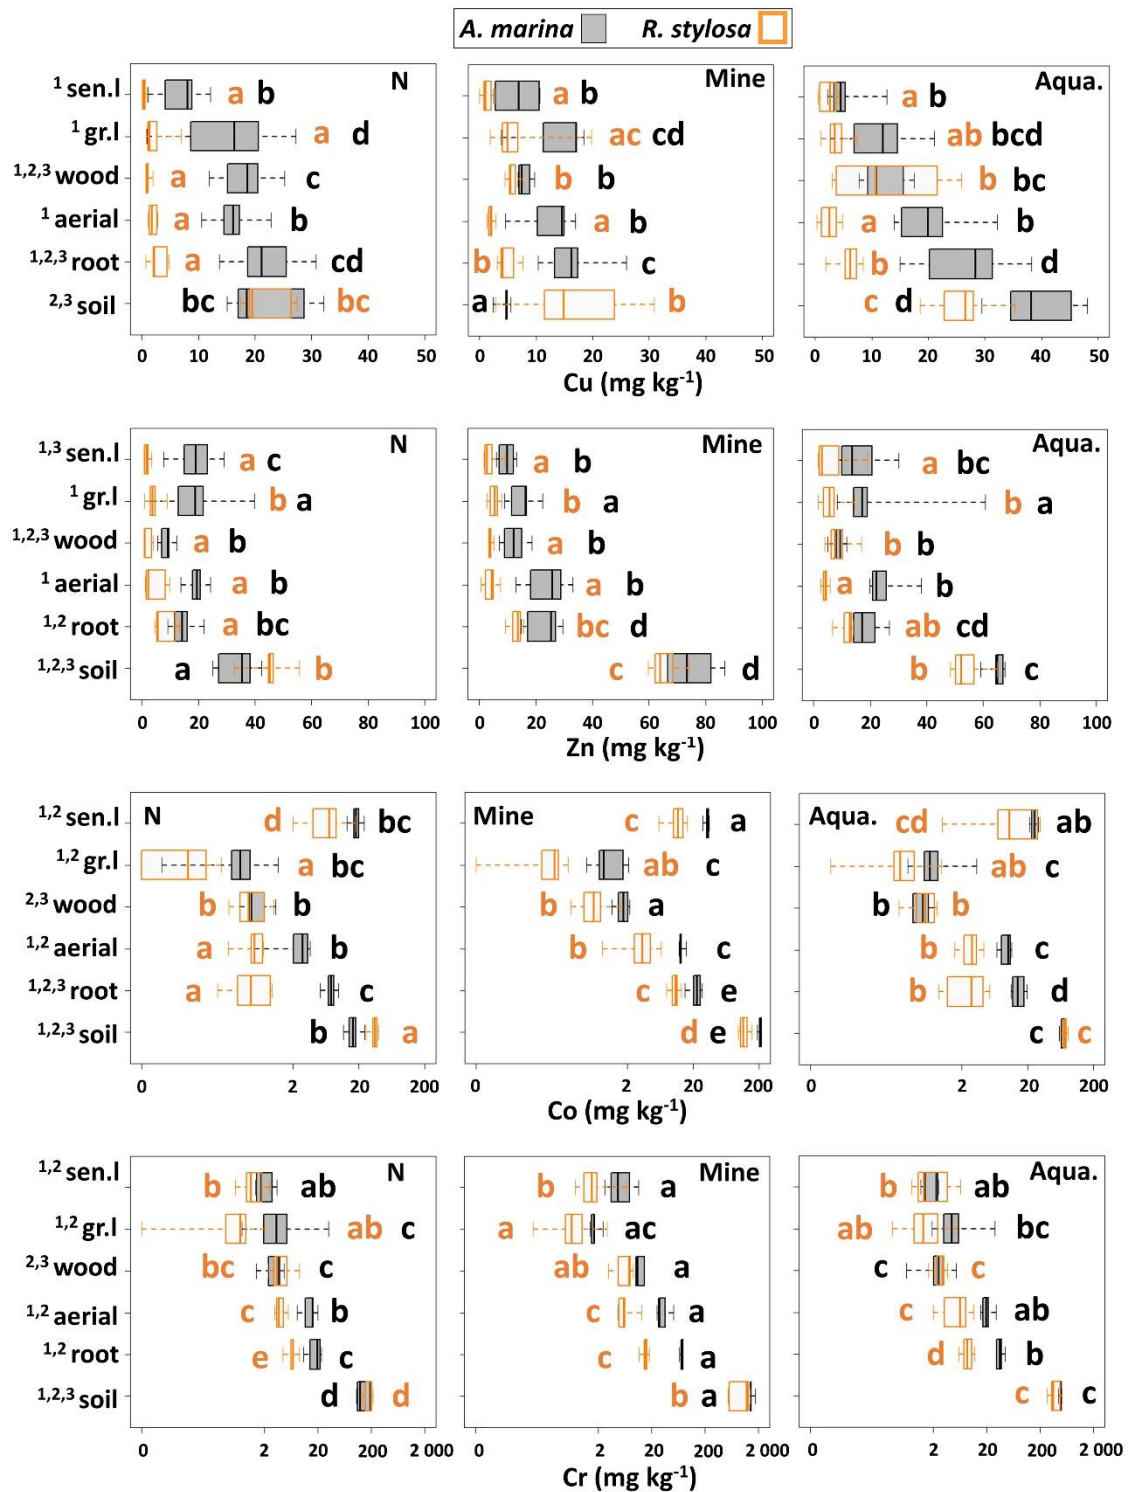 A. marina R. stylosa
N Mine Aqua.
¹ sen.l a b a b a b
¹ gr.l a d ac cd ab bcd
¹,²,³ wood a c b b b bc
¹ aerial a b a b a b
¹,²,³ root a cd b c b d
²,³ soil bc bc a b c d
0 10 20 30 40 50 0 10 20 30 40 50 0 10 20 30 40 50
Cu (mg kg⁻¹)
N Mine Aqua.
¹,³ sen.l a c a b a bc
¹ gr.l b a b a b a
¹,²,³ wood a b a b b b
¹ aerial a b a b a b
¹,² root a bc bc d ab cd
¹,²,³ soil a b c d b c
0 20 40 60 80 100 0 20 40 60 80 100 0 20 40 60 80 100
Zn (mg kg⁻¹)
N Mine Aqua.
¹,² sen.l d bc c a cd ab
¹,² gr.l a bc ab c ab c
²,³ wood b b b a b b
¹,² aerial a b b c b c
¹,²,³ root a c c e b d
¹,²,³ soil b a d e c c
0 2 20 200 0 2 20 200 0 2 20 200
Co (mg kg⁻¹)
N Mine Aqua.
¹,² sen.l b ab b a b ab
¹,² gr.l ab c a ac ab bc
²,³ wood bc c ab a c c
¹,² aerial c b c a c ab
¹,² root e c c a d b
¹,²,³ soil d d b a c c
0 2 20 200 2 000 0 2 20 200 2 000 0 2 20 200 2 000
Cr (mg kg⁻¹)